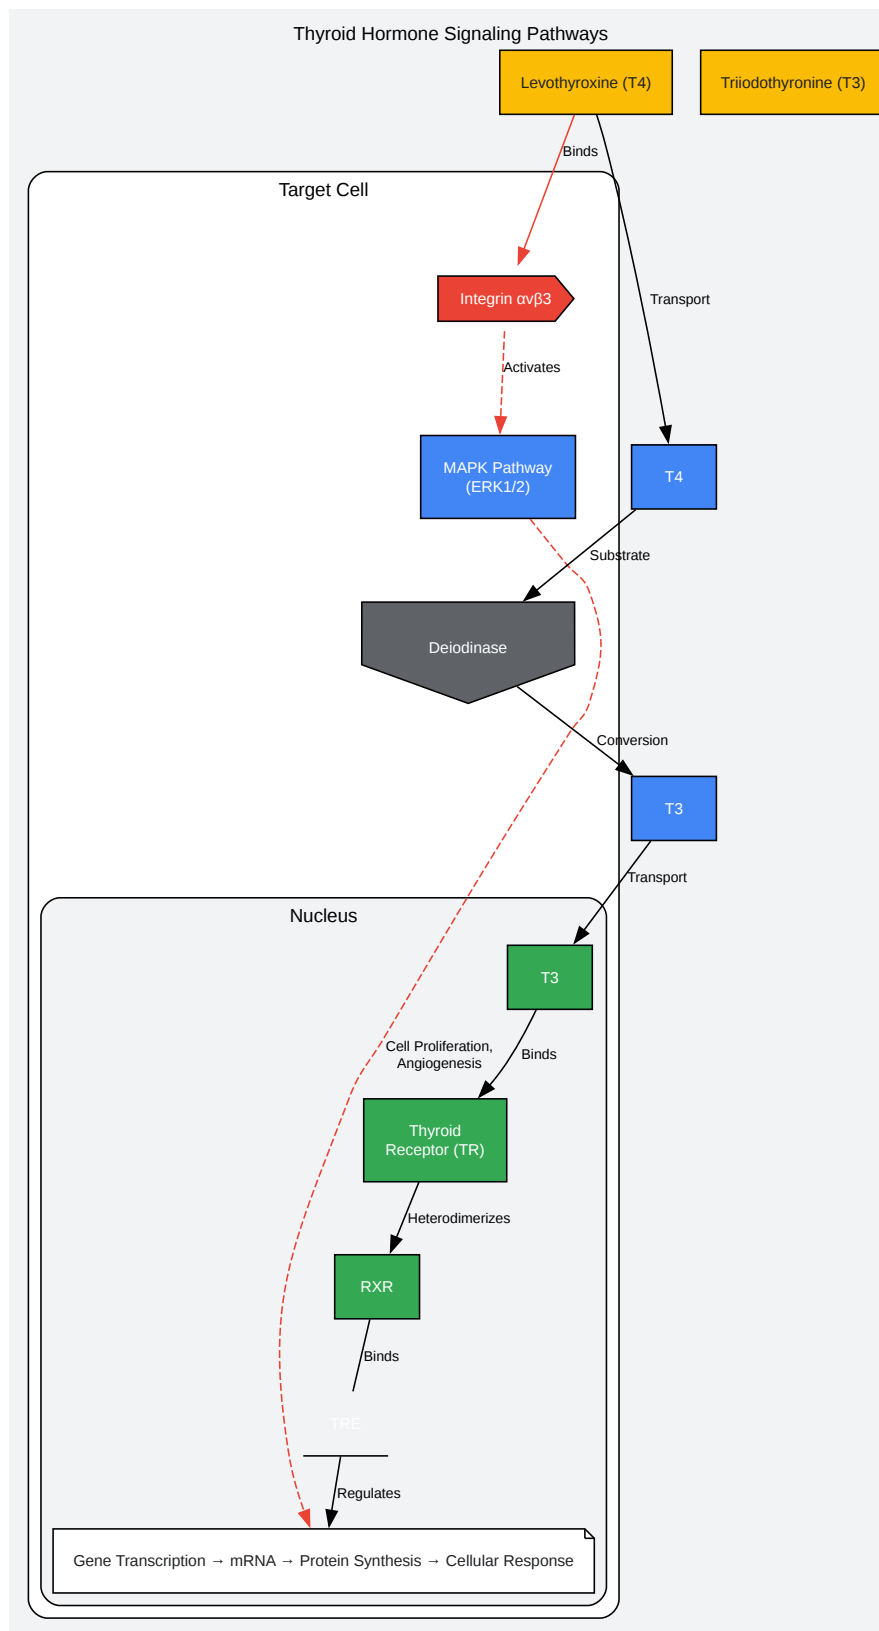 Thyroid Hormone Signaling Pathways
Levothyroxine (T4)
Triiodothyronine (T3)
Binds
Target Cell
Integrin αvβ3
Transport
Activates
MAPK Pathway
(ERK1/2)
T4
Substrate
Deiodinase
Conversion
T3
Transport
Nucleus
T3
Cell Proliferation,
Angiogenesis
Binds
Thyroid
Receptor (TR)
Heterodimerizes
RXR
Binds
TRE
Regulates
Gene Transcription → mRNA → Protein Synthesis → Cellular Response